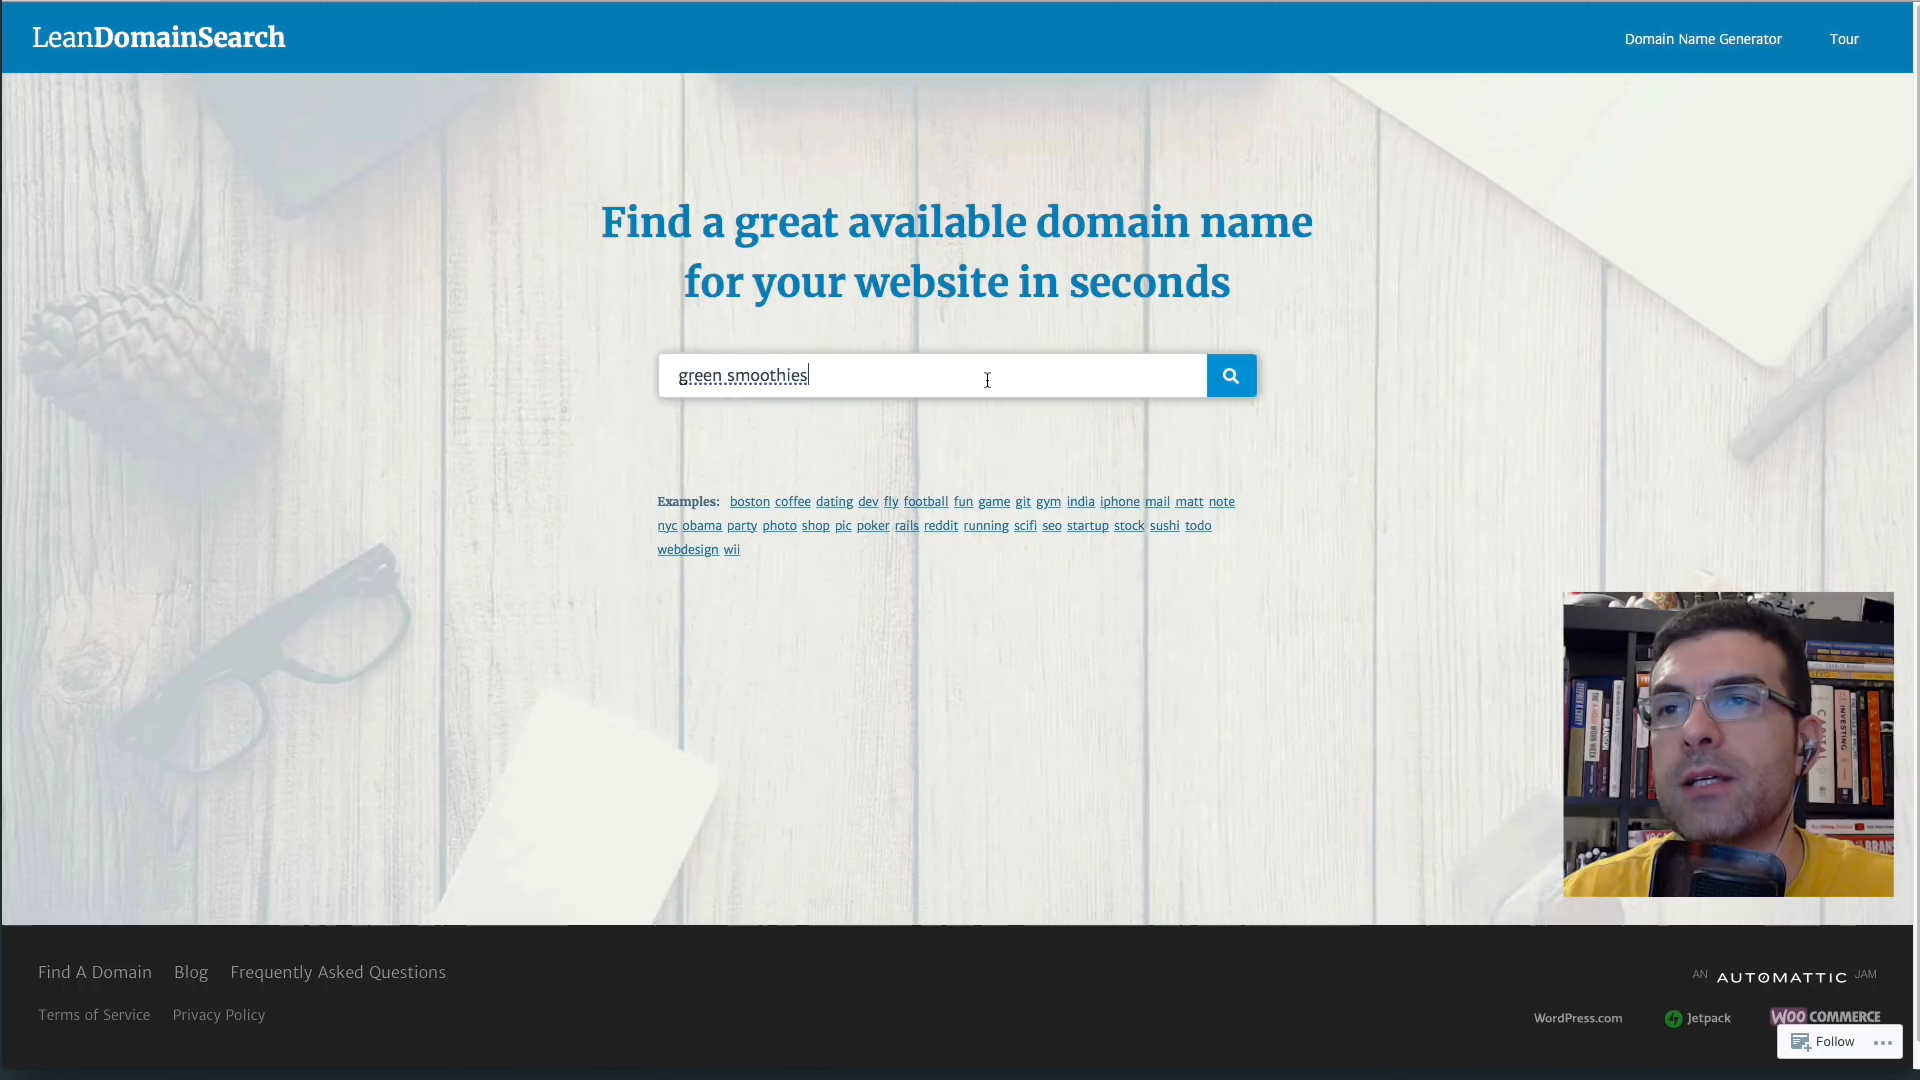 LeanDomainSearch
Domain Name Generator
Tour
Find a great available domain name
for your website in seconds
green smoothies
Examples: boston coffee dating dev fly football fun game git gym india iphone mail matt note
nyc obama party photo shop pic poker rails reddit running scifi seo startup stock sushi todo
webdesign wii
INVESTING
Find A Domain Blog Frequently Asked Questions
AN AUTOMATTIC JAM
Terms of Service Privacy Policy
WordPress.com Jetpack WOO COMMERCE
Follow